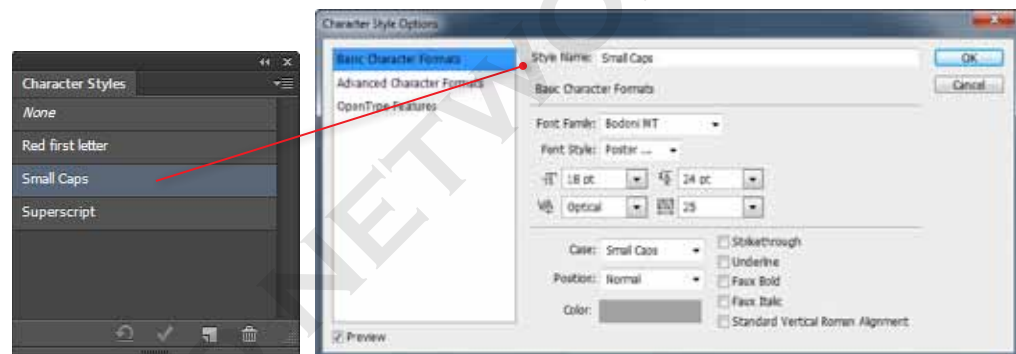 Character Styles
None
Red first letter
Small Caps
Superscript
Character Style Options
Basic Character Formats
Advanced Character Formats
OpenType Features
Preview
Style Name: Small Caps
Basic Character Formats
Font Family: Bodoni MT
Font Style: Poster ...
18 pt 24 pt
Optical 25
Case: Small Caps
Position: Normal
Color:
Strikethrough
Underline
Faux Bold
Faux Italic
Standard Vertical Roman Alignment
OK
Cancel
NETWO